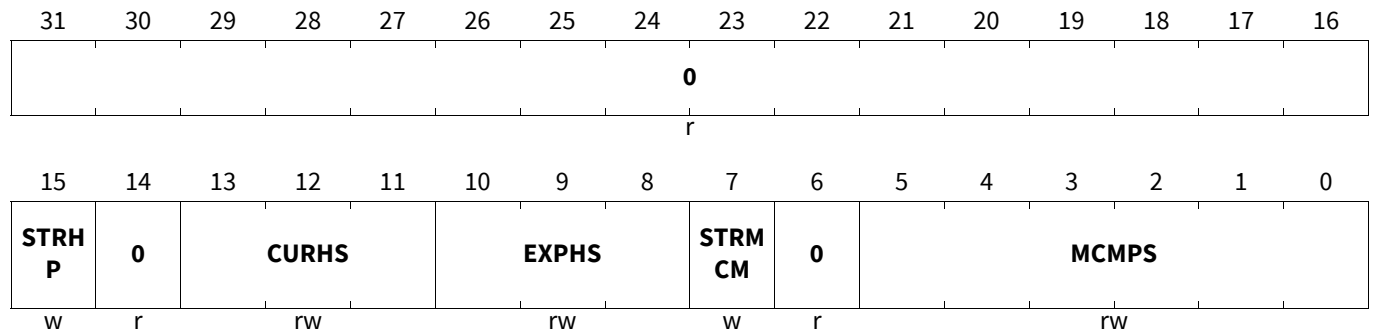 31 30 29 28 27 26 25 24 23 22 21 20 19 18 17 16
0
r
15 14 13 12 11 10 9 8 7 6 5 4 3 2 1 0
STRH
P 0 CURHS EXPHS STRM
CM 0 MCMPS
w r rw rw w r rw